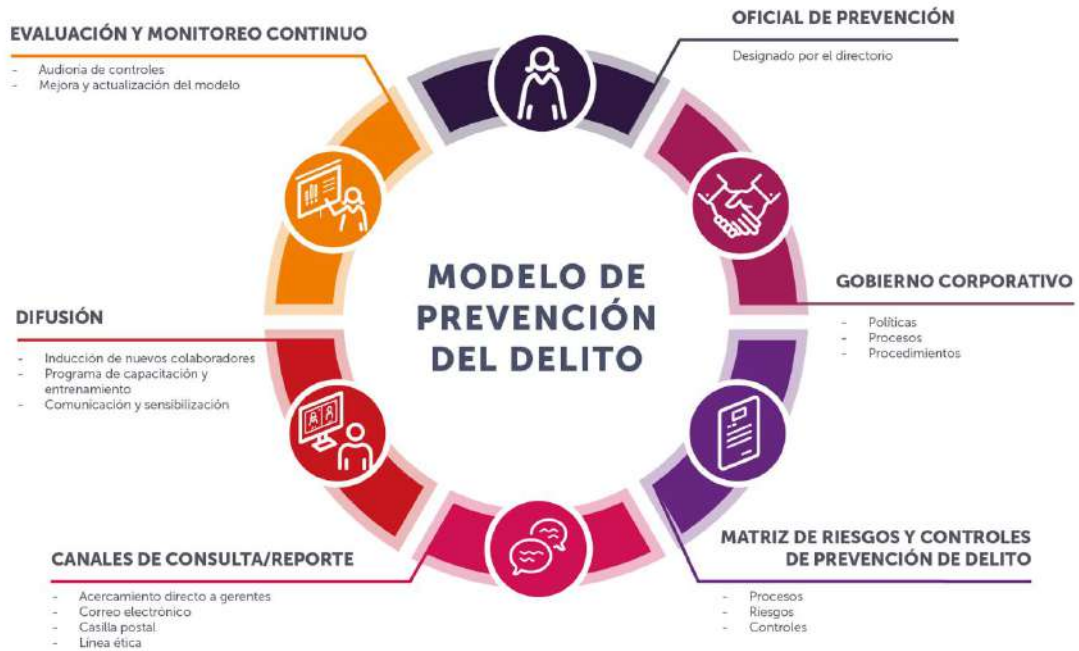 EVALUACIÓN Y MONITOREO CONTINUO
- Audioría de controles
- Mejora y actualización del modelo
OFICIAL DE PREVENCIÓN
Designado por el directorio
MODELO DE
PREVENCIÓN
DEL DELITO
GOBIERNO CORPORATIVO
- Políticas
- Procesos
- Procedimientos
DIFUSIÓN
- Inducción de nuevos colaboradores
- Programa de capacitación y
entrenamiento
- Comunicación y sensibilización
MATRIZ DE RIESGOS Y CONTROLES
DE PREVENCIÓN DE DELITO
- Procesos
- Riesgos
- Controles
CANALES DE CONSULTA/REPORTE
- Acercamiento directo a gerentes
- Correo electrónico
- Casilla postal
- Línea ética